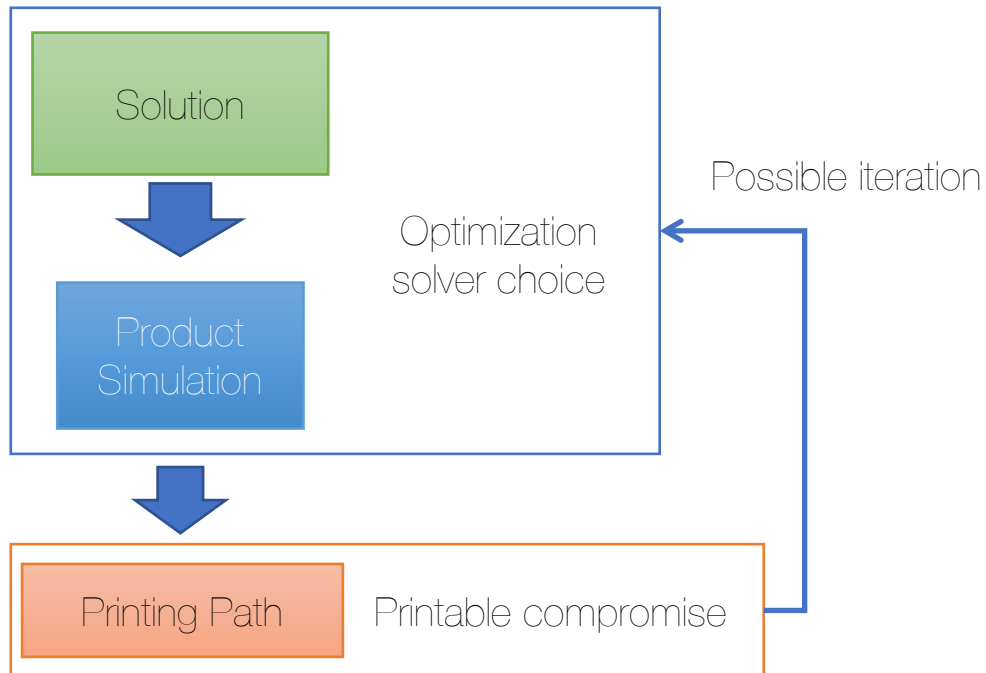 Solution
Possible iteration
Optimization
solver choice
Product
Simulation
Printing Path
Printable compromise